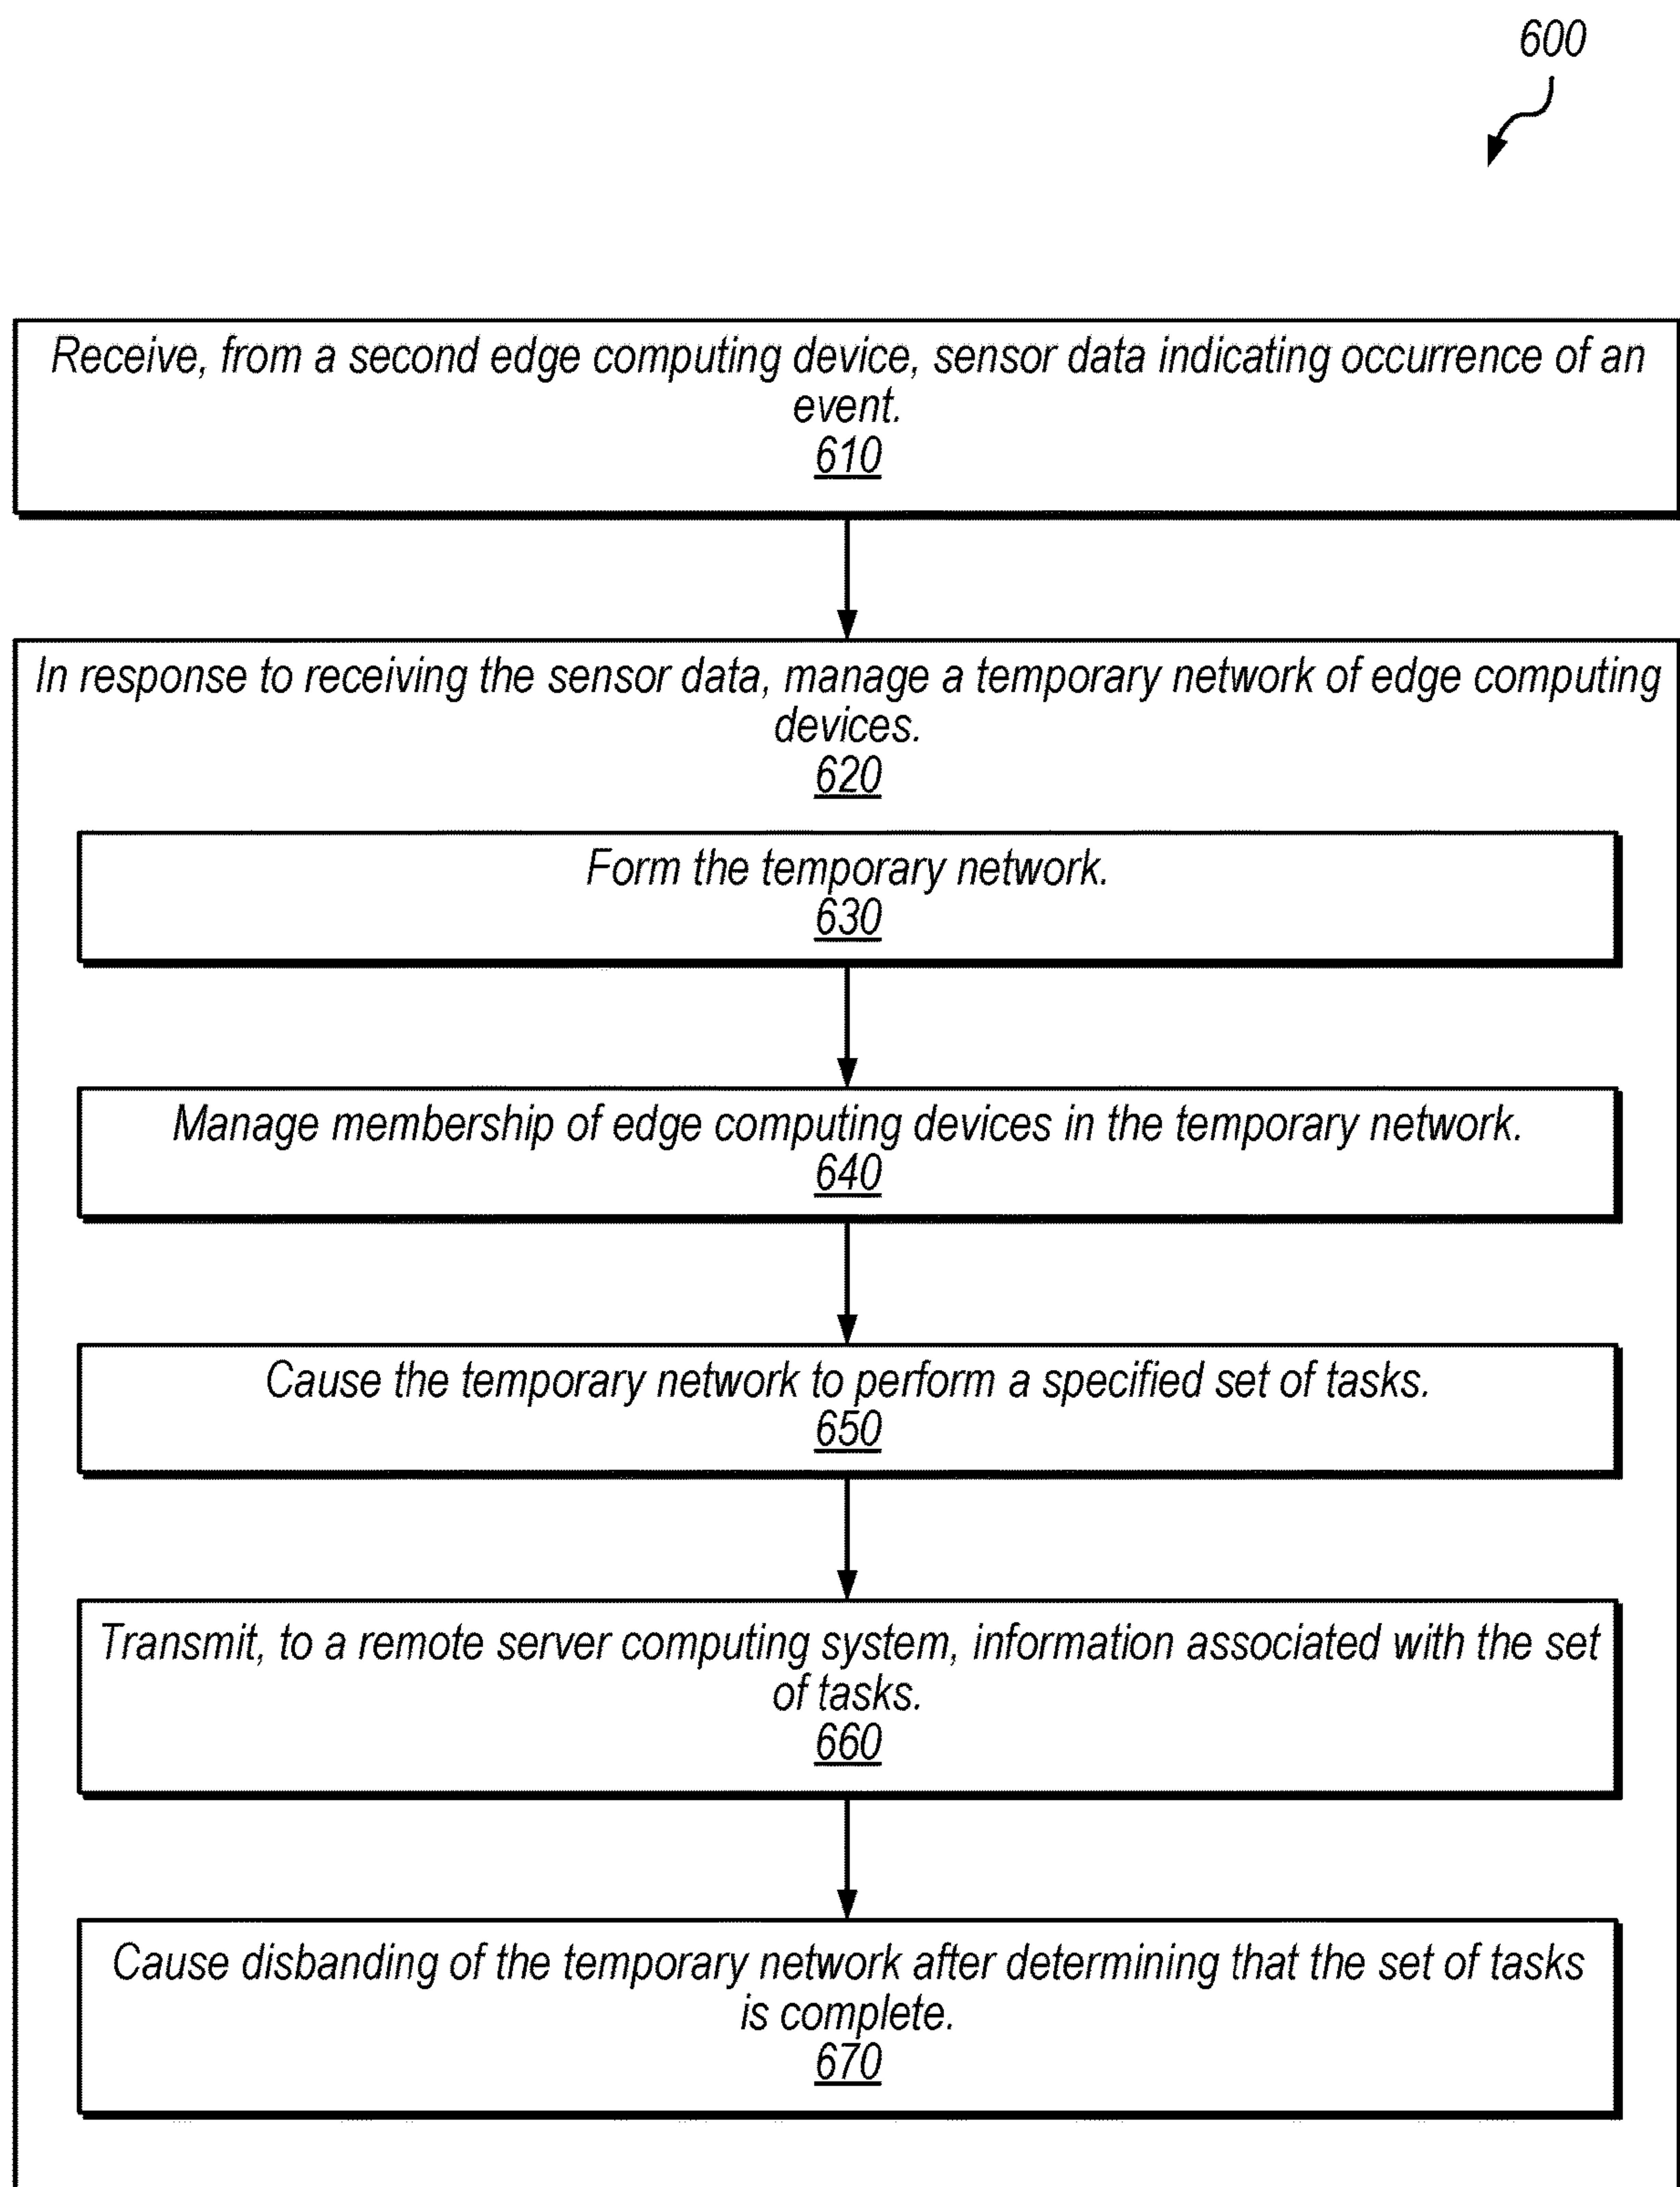 600
Receive, from a second edge computing device, sensor data indicating occurrence of an
event.
610
In response to receiving the sensor data, manage a temporary network of edge computing
devices.
620
Form the temporary network.
630
Manage membership of edge computing devices in the temporary network.
640
Cause the temporary network to perform a specified set of tasks.
650
Transmit, to a remote server computing system, information associated with the set
of tasks.
660
Cause disbanding of the temporary network after determining that the set of tasks
is complete.
670